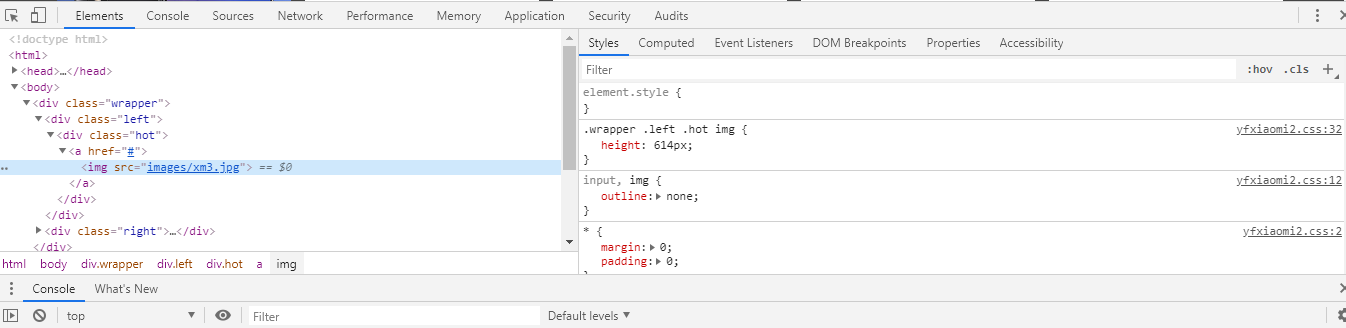 Elements Console Sources Network Performance Memory Application Security Audits
<!doctype html>
<html>
<head>…</head>
<body>
<div class="wrapper">
<div class="left">
<div class="hot">
<a href="#">
<img src="images/xm3.jpg"> == $0
</a>
</div>
</div>
<div class="right">…</div>
</div>
html body div.wrapper div.left div.hot a img
Styles Computed Event Listeners DOM Breakpoints Properties Accessibility
Filter :hov .cls +
element.style {
}
.wrapper .left .hot img { yfxiaomi2.css:32
height: 614px;
}
input, img { yfxiaomi2.css:12
outline: none;
}
* { yfxiaomi2.css:2
margin: 0;
padding: 0;
}
Console What's New
top Filter Default levels